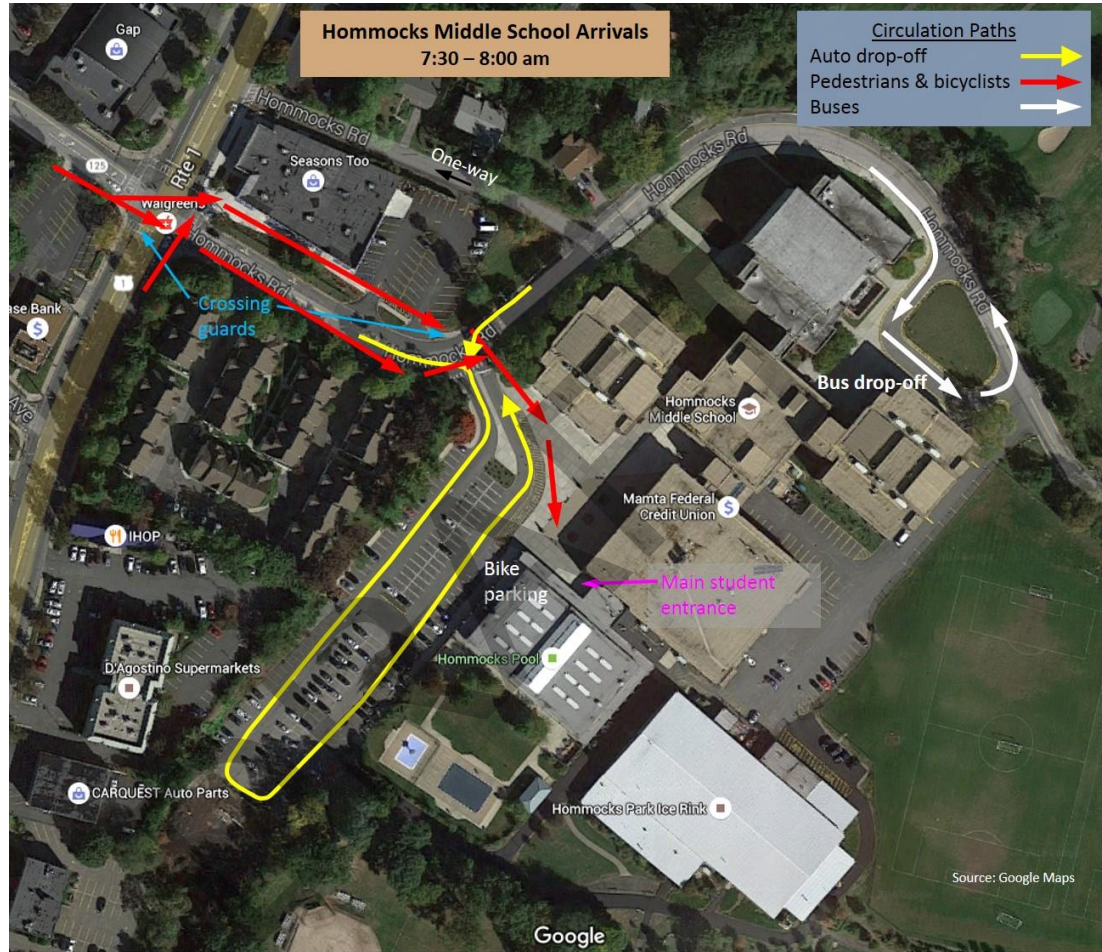 Hommocks Middle School Arrivals
7:30 – 8:00 am
Circulation Paths
Auto drop-off
Pedestrians & bicyclists
Buses
Gap
Hommocks Rd
Rte 1
Seasons Too
One-way
Hommocks Rd
125
Walgreens
Hommocks Rd
Hommocks Rd
1
Crossing
guards
ase Bank
Hommocks Rd
Bus drop-off
Ave
Hommocks
Middle School
Mamta Federal
Credit Union
IHOP
Bike
parking
Main student
entrance
D'Agostino Supermarkets
Hommocks Pool
CARQUEST Auto Parts
Hommocks Park Ice Rink
Source: Google Maps
Google